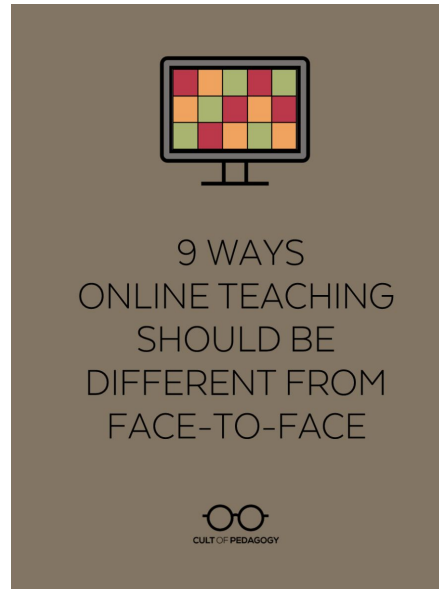 9 WAYS
ONLINE TEACHING
SHOULD BE
DIFFERENT FROM
FACE-TO-FACE
CULT OF PEDAGOGY